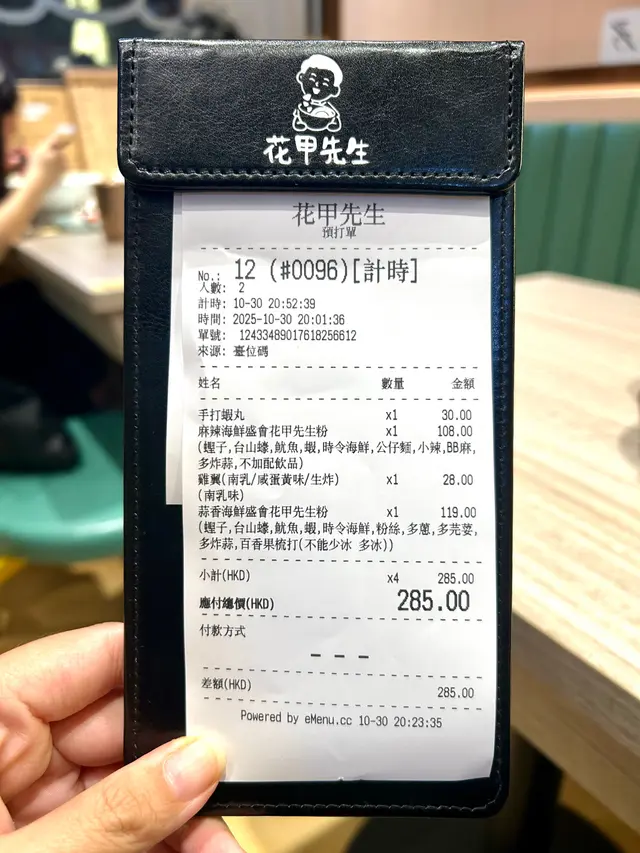 花甲先生
花甲先生
預打單
No.: 12 (#0096)[計時]
人數: 2
計時: 10-30 20:52:39
時間: 2025-10-30 20:01:36
單號: 12433489017618256612
來源: 臺位碼
姓名 數量 金額
手打蝦丸 x1 30.00
麻辣海鮮盛會花甲先生粉 x1 108.00
(蟶子,台山蠔,魷魚,蝦,時令海鮮,公仔麵,小辣,BB麻,
多炸蒜,不加配飲品)
雞翼(南乳/咸蛋黃味/生炸) x1 28.00
(南乳味)
蒜香海鮮盛會花甲先生粉 x1 119.00
(蟶子,台山蠔,魷魚,蝦,時令海鮮,粉絲,多蔥,多芫荽,
多炸蒜,百香果梳打(不能少冰 多冰))
小計(HKD) x4 285.00
應付總價(HKD) 285.00
付款方式
---
差額(HKD) 285.00
Powered by eMenu.cc 10-30 20:23:35